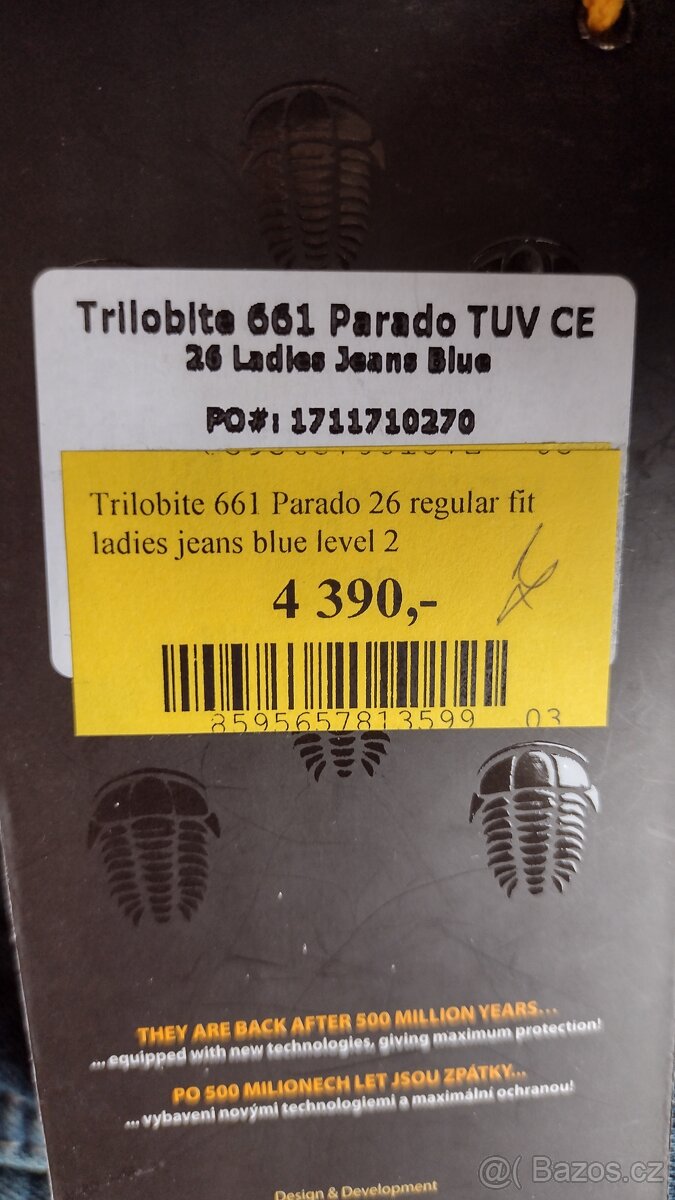 Trilobite 661 Parado TUV CE
26 Ladies Jeans Blue
PO#: 1711710270
Trilobite 661 Parado 26 regular fit
ladies jeans blue level 2
4 390,-
8595657813599 03
THEY ARE BACK AFTER 500 MILLION YEARS...
...equipped with new technologies, giving maximum protection!
PO 500 MILIONECH LET JSOU ZPÁTKY...
...vybaveni novými technologiemi a maximální ochranou!
Design & Development
@( Bazos.cz